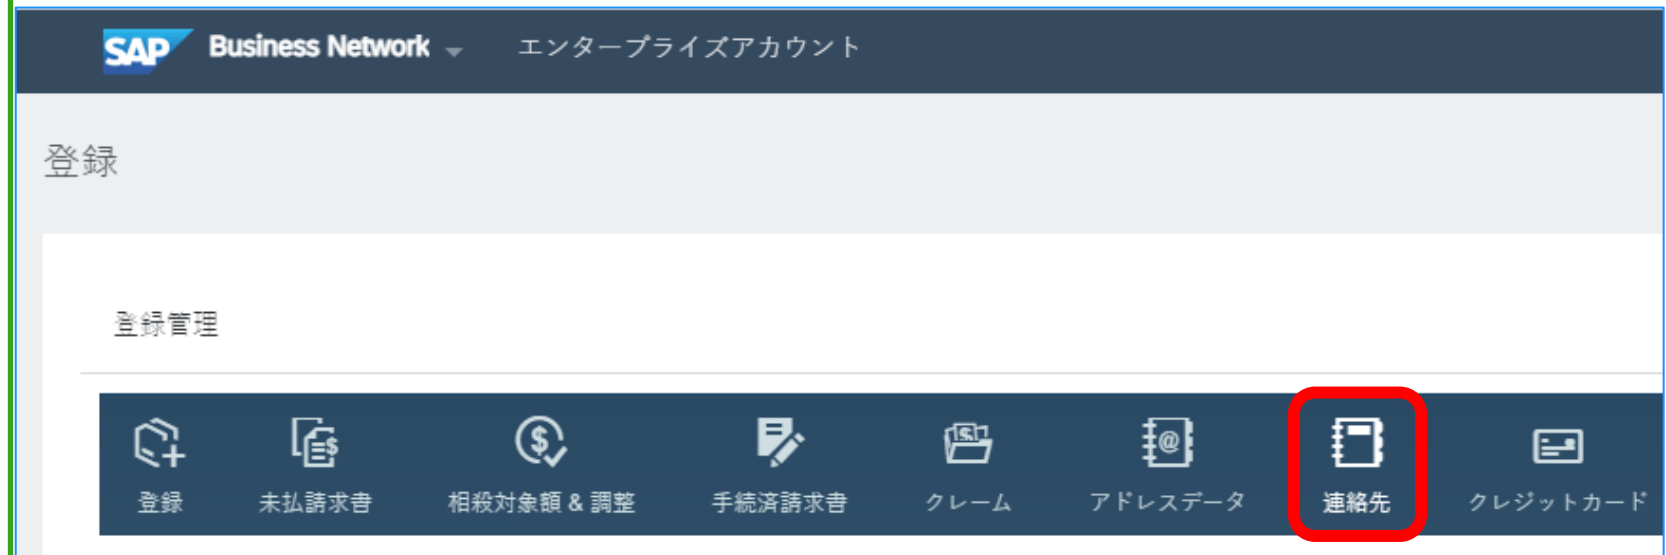 SAP Business Network エンタープライズアカウント
登録
登録管理
登録 未払請求書 相殺対象額 & 調整 手続済請求書 クレーム アドレスデータ 連絡先 クレジットカード